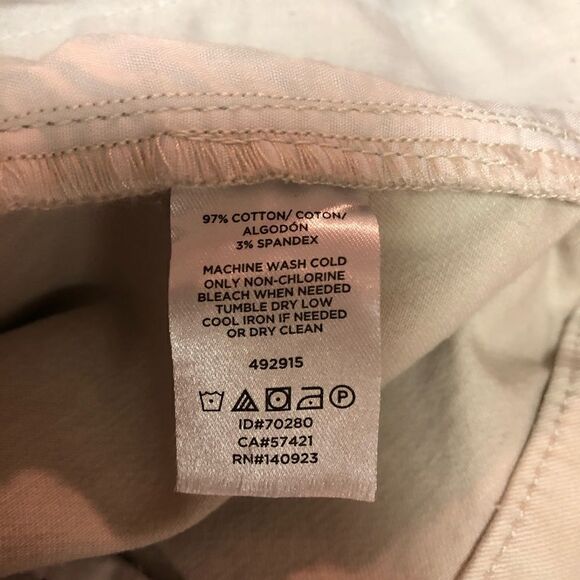 97% COTTON/ COTON/
ALGODÓN
3% SPANDEX
MACHINE WASH COLD
ONLY NON-CHLORINE
BLEACH WHEN NEEDED
TUMBLE DRY LOW
COOL IRON IF NEEDED
OR DRY CLEAN
492915
P
ID#70280
CA#57421
RN#140923